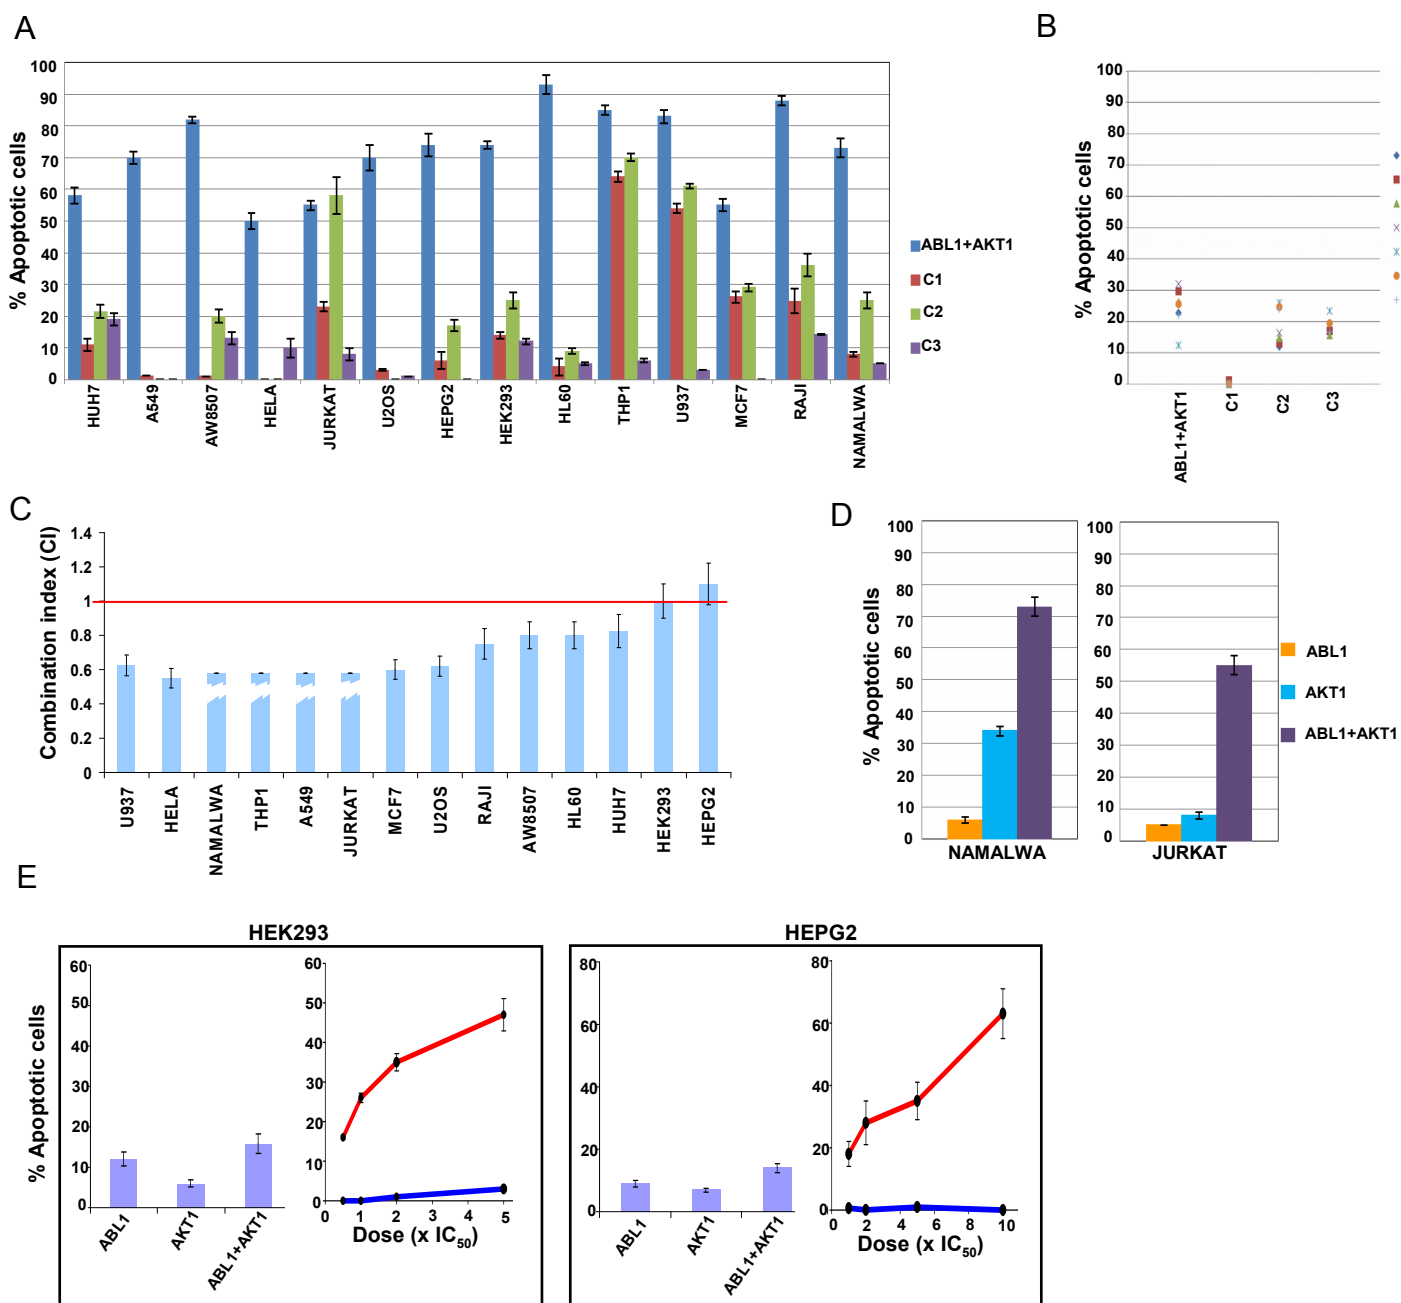 A
100
90
80
70
60
50
40
30
20
10
0
% Apoptotic cells
HUH7
A549
AW8507
HELA
JURKAT
U2OS
HEPG2
HEK293
HL60
THP1
U937
MCF7
RAJI
NAMALWA
ABL1+AKT1
C1
C2
C3
B
100
90
80
70
60
50
40
30
20
10
0
% Apoptotic cells
ABL1+AKT1
C1
C2
C3
C
1.4
1.2
1
0.8
0.6
0.4
0.2
0
Combination index (CI)
U937
HELA
NAMALWA
THP1
A549
JURKAT
MCF7
U2OS
RAJI
AW8507
HL60
HUH7
HEK293
HEPG2
D
100
90
80
70
60
50
40
30
20
10
0
% Apoptotic cells
NAMALWA
100
90
80
70
60
50
40
30
20
10
0
JURKAT
ABL1
AKT1
ABL1+AKT1
E
HEK293
60
50
40
30
20
10
0
% Apoptotic cells
ABL1
AKT1
ABL1+AKT1
60
50
40
30
20
10
0
0 1 2 3 4 5
Dose (x IC50)
HEPG2
80
60
40
20
0
ABL1
AKT1
ABL1+AKT1
80
60
40
20
0
0 2 4 6 8 10
Dose (x IC50)